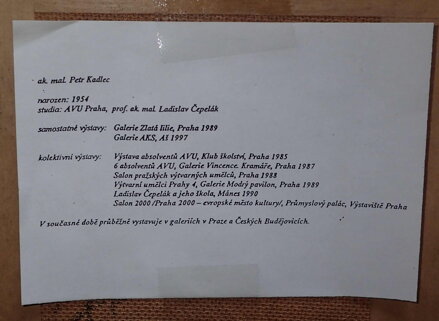 ak. mal. Petr Kadlec
narozen: 1954
studia: AVU Praha, prof. ak. mal. Ladislav Čepelák
samostatné výstavy: Galerie Zlatá lilie, Praha 1989
Galerie AKS, Aš 1997
kolektivní výstavy: Výstava absolventů AVU, Klub školství, Praha 1985
6 absolventů AVU, Galerie Vincence. Kramáře, Praha 1987
Salon pražských výtvarných umělců, Praha 1988
Výtvarní umělci Prahy 4, Galerie Modrý pavilon, Praha 1989
Ladislav Čepelák a jeho škola, Mánes 1990
Salon 2000 /Praha 2000 – evropské město kultury/, Průmyslový palác, Výstaviště Praha
V současné době průběžně vystavuje v galeriích v Praze a Českých Budějovicích.